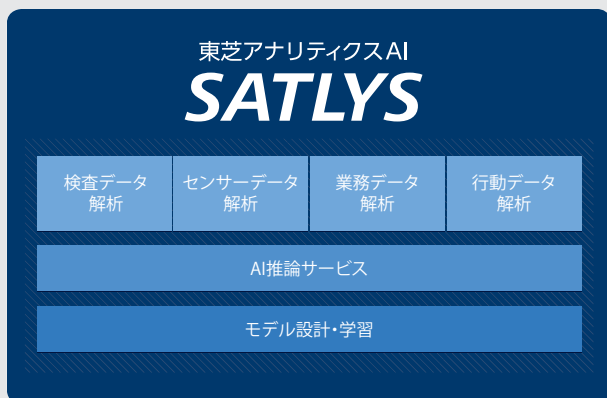 東芝アナリティクスAI
SATLYS
検査データ
解析
センサーデータ
解析
業務データ
解析
行動データ
解析
AI推論サービス
モデル設計・学習